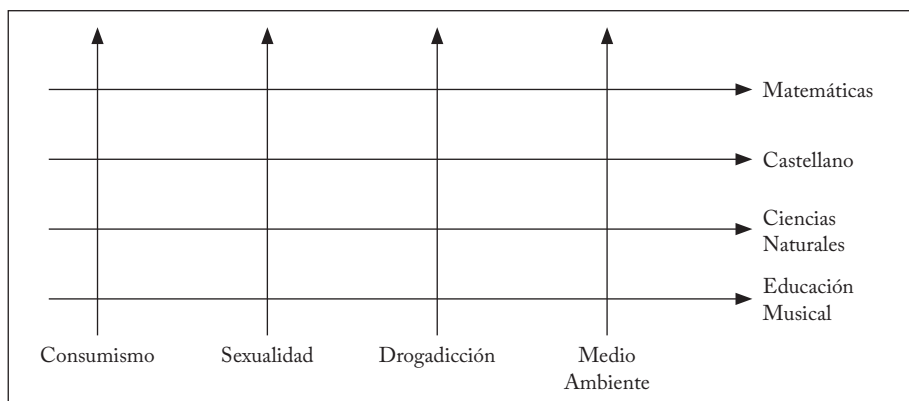 Matemáticas
Castellano
Ciencias
Naturales
Educación
Musical
Consumismo
Sexualidad
Drogadicción
Medio
Ambiente